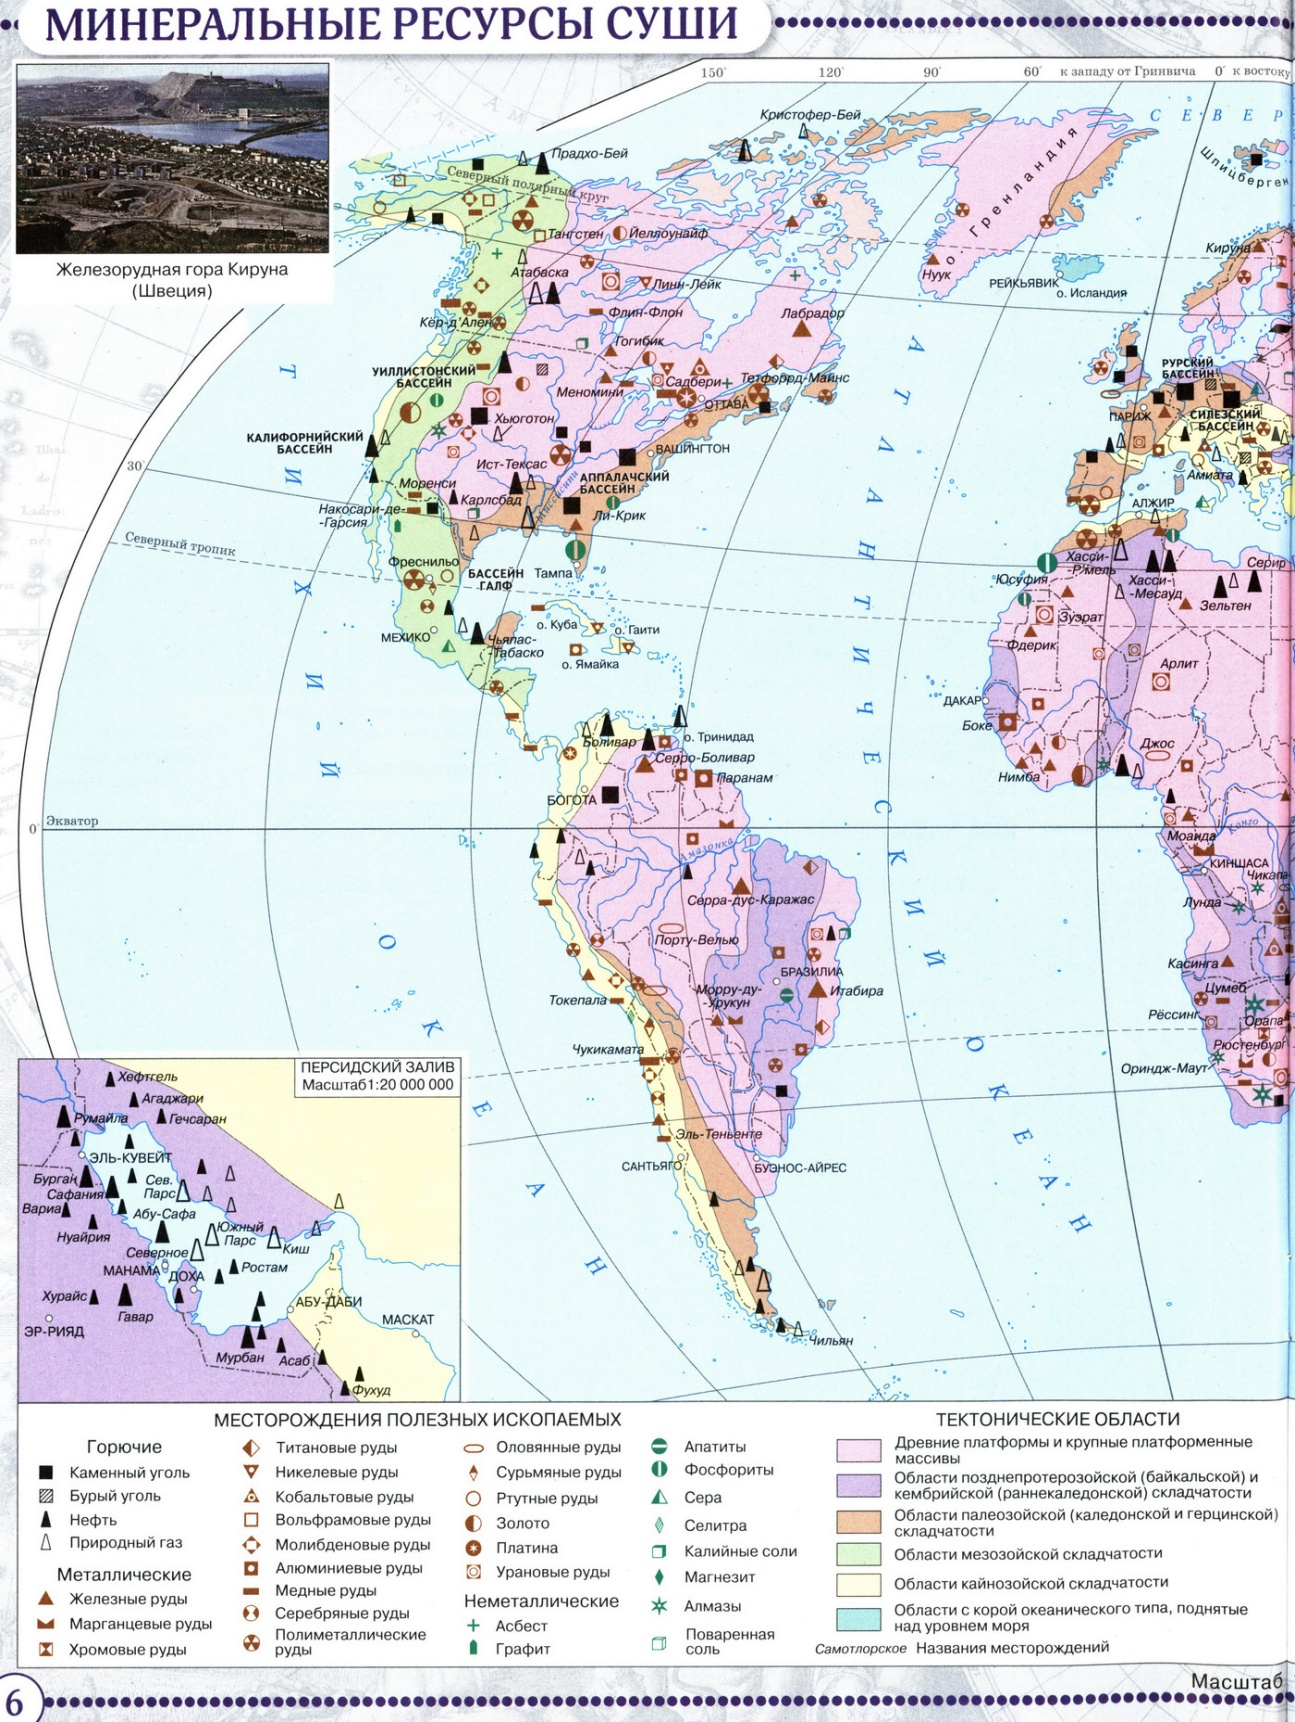 МИНЕРАЛЬНЫЕ РЕСУРСЫ СУШИ
150° 120° 90° 60° к западу от Гринвича 0° к востоку
Железорудная гора Кируна
(Швеция)
Кристофер-Бей
Прадхо-Бей
Северный полярный круг
СЕВЕР
Шпицберген
о. Гренландия
Тангстен
Йеллоунайф
Атабаска
Линн-Лейк
Нуук
РЕЙКЬЯВИК
о. Исландия
Кируна
Кёр-д'Ален
Флин-Флон
Лабрадор
Гогибик
УИЛЛИСТОНСКИЙ
БАССЕЙН
Меномини
Садбери
Тетфорд-Майнс
ОТТАВА
РУРСКИЙ
БАССЕЙН
ПАРИЖ
СИЛЕЗСКИЙ
БАССЕЙН
Хьюготон
КАЛИФОРНИЙСКИЙ
БАССЕЙН
ВАШИНГТОН
30°
Ист-Тексас
АППАЛАЧСКИЙ
БАССЕЙН
Амиата
Моренси
Карлсбад
Миссисипи
Накосари-де-
-Гарсия
Ли-Крик
АЛЖИР
Северный тропик
Фреснильо
БАССЕЙН
ГАЛФ
Тампа
Хасси-
-Р'мель
Хасси-
-Месауд
Серир
Юсуфия
Зельтен
Зуэрат
МЕХИКО
о. Куба
о. Гаити
Чьяпас-
-Табаско
о. Ямайка
Фдерик
Арлит
ТИХИЙ
ОКЕАН
АТЛАНТИЧЕСКИЙ
ОКЕАН
ДАКАР
Боке
Боливар
о. Тринидад
Серро-Боливар
Джос
Паранам
Нимба
БОГОТА
0° Экватор
Амазонка
Конго
Моанда
КИНШАСА
Чикапа
Серра-дус-Каражас
Лунда
Порту-Велью
БРАЗИЛИА
Касинга
Токепала
Морру-ду-
-Урукун
Итабира
Цумеб
Рёссинг
Орапа
Чукикамата
Рюстенбург
Ориндж-Маут
Эль-Теньенте
САНТЬЯГО
БУЭНОС-АЙРЕС
Чильян
ПЕРСИДСКИЙ ЗАЛИВ
Масштаб 1:20 000 000
Хефтгель
Агаджари
Румайла
Гечсаран
ЭЛЬ-КУВЕЙТ
Бурган
Сев.
Парс
Сафания
Вариа
Абу-Сафа
Нуайрия
Южный
Парс
Киш
Северное
МАНАМА
ДОХА
Ростам
Хурайс
Гавар
АБУ-ДАБИ
МАСКАТ
ЭР-РИЯД
Мурбан
Асаб
Фухуд
МЕСТОРОЖДЕНИЯ ПОЛЕЗНЫХ ИСКОПАЕМЫХ
Горючие
Каменный уголь
Бурый уголь
Нефть
Природный газ
Металлические
Железные руды
Марганцевые руды
Хромовые руды
Титановые руды
Никелевые руды
Кобальтовые руды
Вольфрамовые руды
Молибденовые руды
Алюминиевые руды
Медные руды
Серебряные руды
Полиметаллические
руды
Оловянные руды
Сурьмяные руды
Ртутные руды
Золото
Платина
Урановые руды
Неметаллические
Асбест
Графит
Апатиты
Фосфориты
Сера
Селитра
Калийные соли
Магнезит
Алмазы
Поваренная
соль
ТЕКТОНИЧЕСКИЕ ОБЛАСТИ
Древние платформы и крупные платформенные
массивы
Области позднепротерозойской (байкальской) и
кембрийской (раннекаледонской) складчатости
Области палеозойской (каледонской и герцинской)
складчатости
Области мезозойской складчатости
Области кайнозойской складчатости
Области с корой океанического типа, поднятые
над уровнем моря
Самотлорское Названия месторождений
Масштаб
6